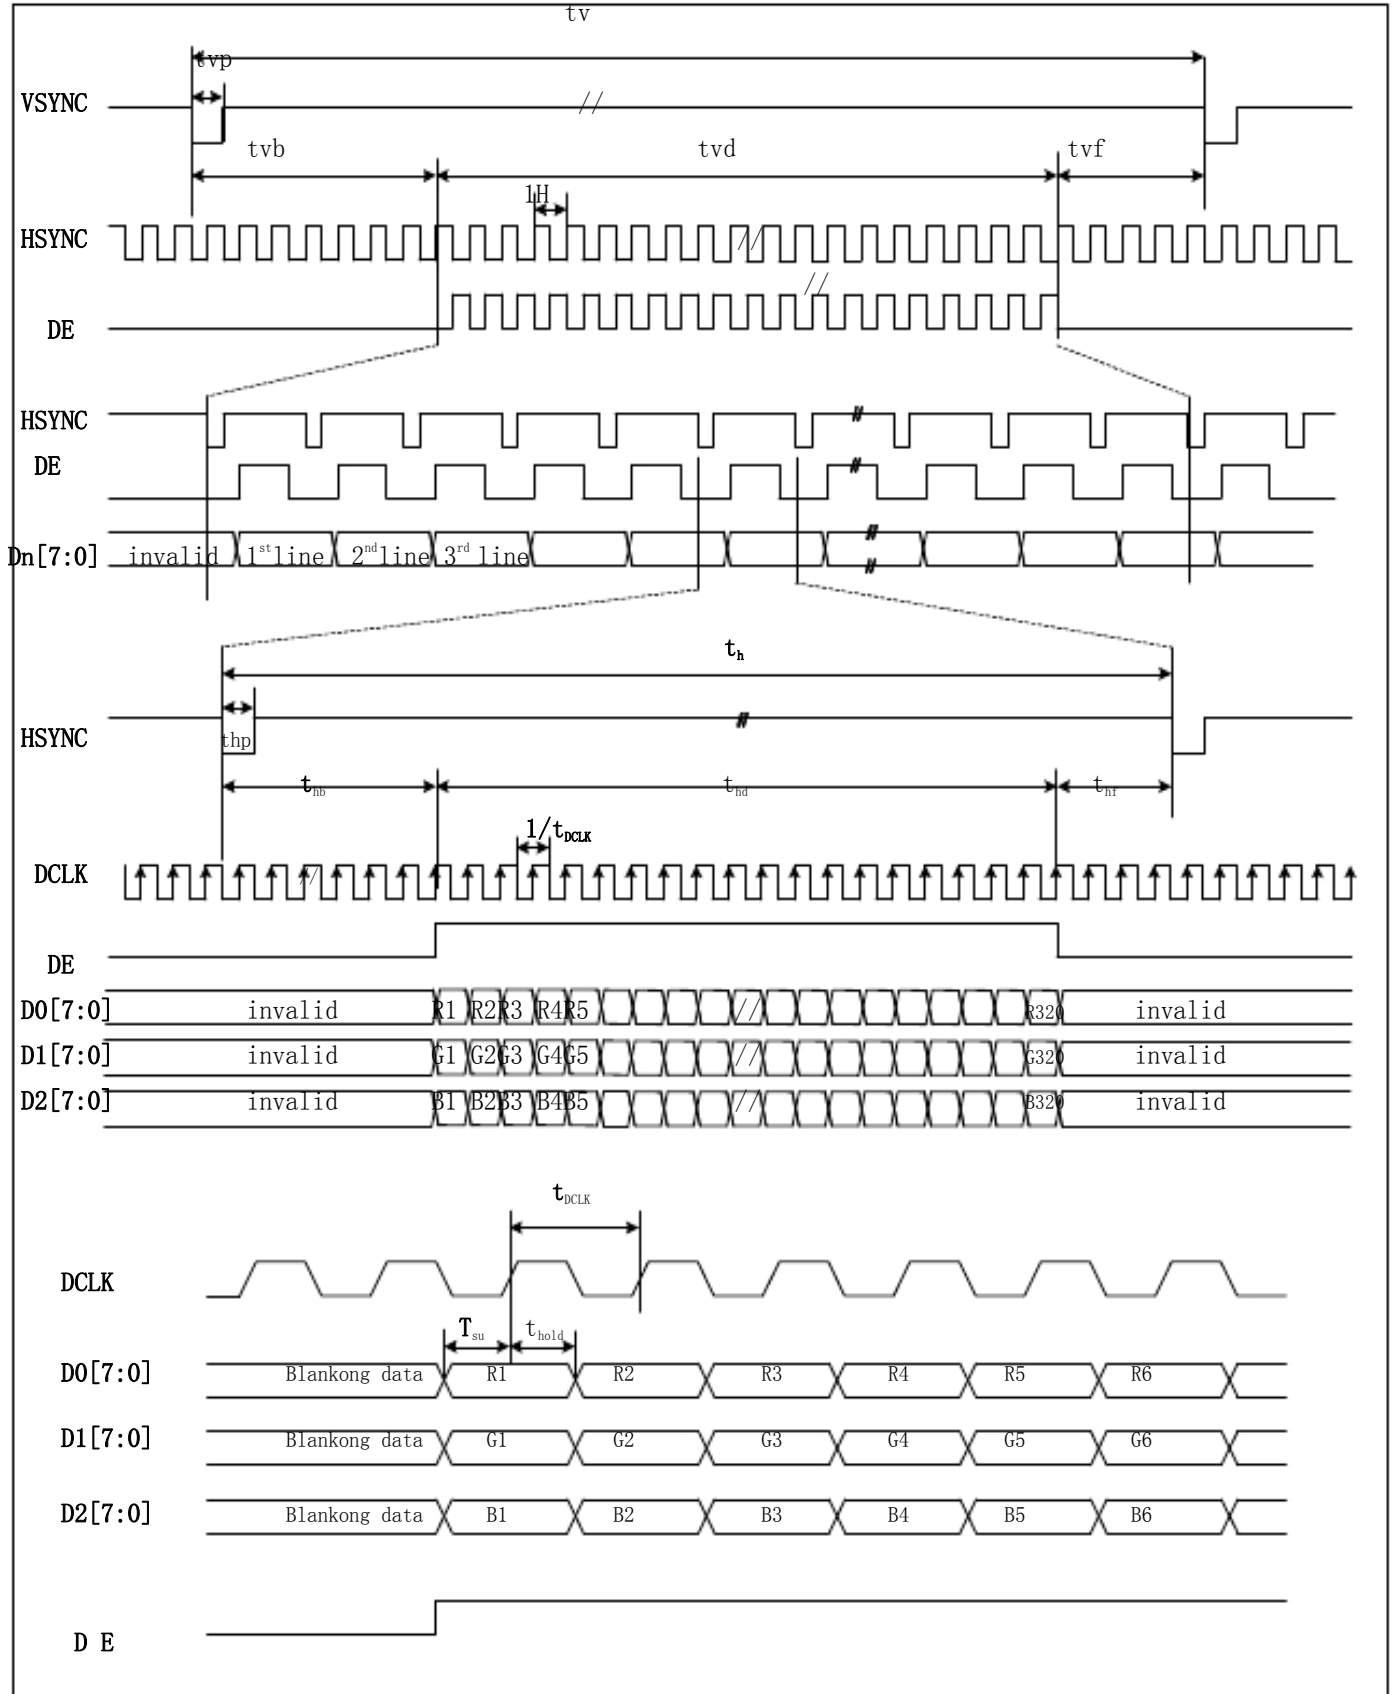 tv
tvp
VSYNC
tvb tvd tvf
1H
HSYNC
DE
HSYNC
DE
Dn[7:0] invalid 1st line 2nd line 3rd line
th
HSYNC
thp
thb thd thf
1/tDCLK
DCLK
DE
D0[7:0] invalid R1 R2 R3 R4 R5 R320 invalid
D1[7:0] invalid G1 G2 G3 G4 G5 G320 invalid
D2[7:0] invalid B1 B2 B3 B4 B5 B320 invalid
tDCLK
DCLK
Tsu thold
D0[7:0] Blankong data R1 R2 R3 R4 R5 R6
D1[7:0] Blankong data G1 G2 G3 G4 G5 G6
D2[7:0] Blankong data B1 B2 B3 B4 B5 B6
D E